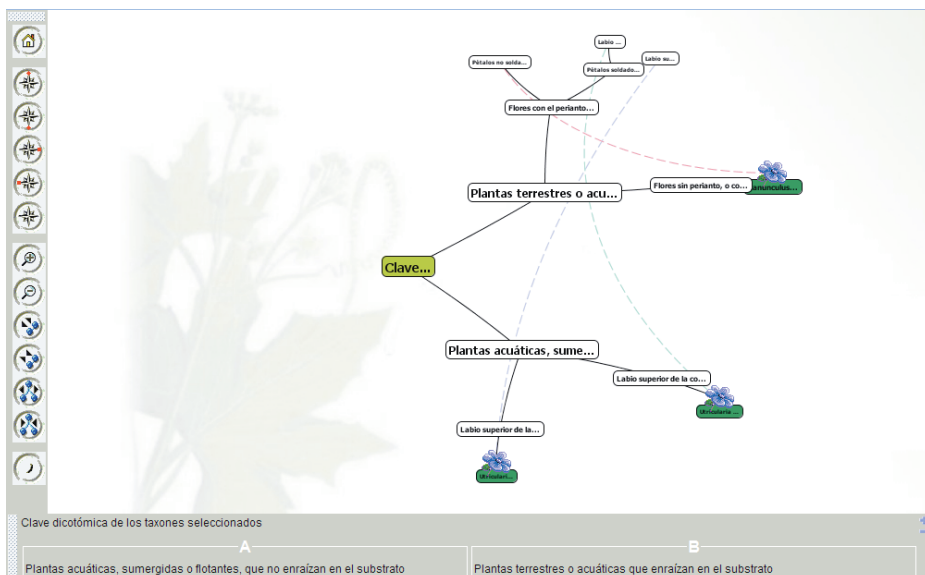 Labio ...
Labio su...
Pétalos no solda...
Pétalos soldado...
Flores con el perianto...
Plantas terrestres o acu...
Flores sin perianto, o co...
anunculus...
Clave...
Plantas acuáticas, sume...
Labio superior de la co...
Utricularia ...
Labio superior de la...
Utriculari...
Clave dicotómica de los taxones seleccionados
A
B
Plantas acuáticas, sumergidas o flotantes, que no enraízan en el substrato
Plantas terrestres o acuáticas que enraízan en el substrato